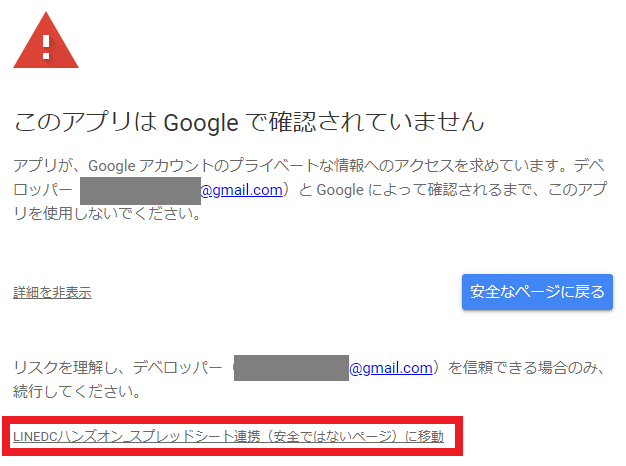 このアプリは Google で確認されていません
アプリが、Google アカウントのプライベートな情報へのアクセスを求めています。デベ
ロッパー @gmail.com）と Google によって確認されるまで、このアプ
リを使用しないでください。
詳細を非表示
安全なページに戻る
リスクを理解し、デベロッパー（ @gmail.com）を信頼できる場合のみ、
続行してください。
LINEDCハンズオン_スプレッドシート連携（安全ではないページ）に移動